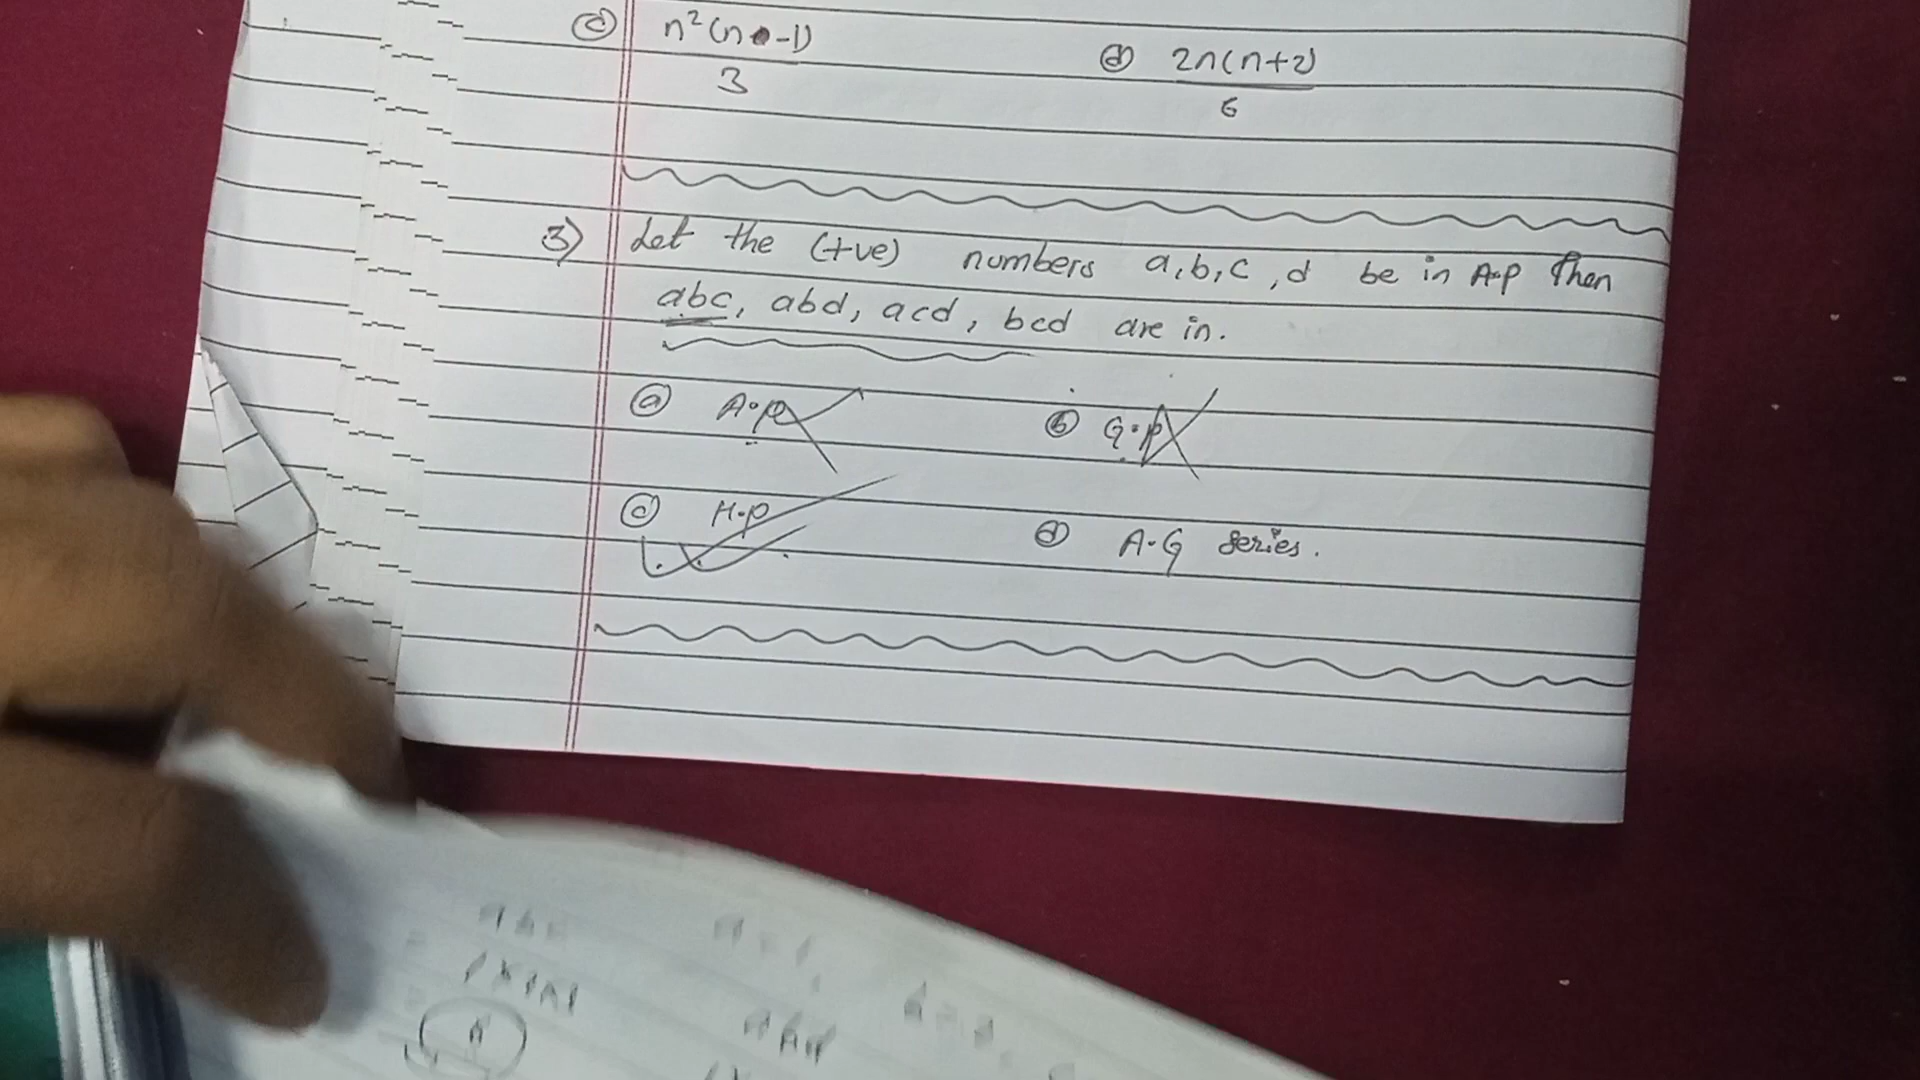 c n²(n-1)
3
d 2n(n+2)
6
3) Let the (+ve) numbers a,b,c,d be in A.P Then
abc, abd, acd, bcd are in.
a A.P
b G.P
c H.P
d A.G series.